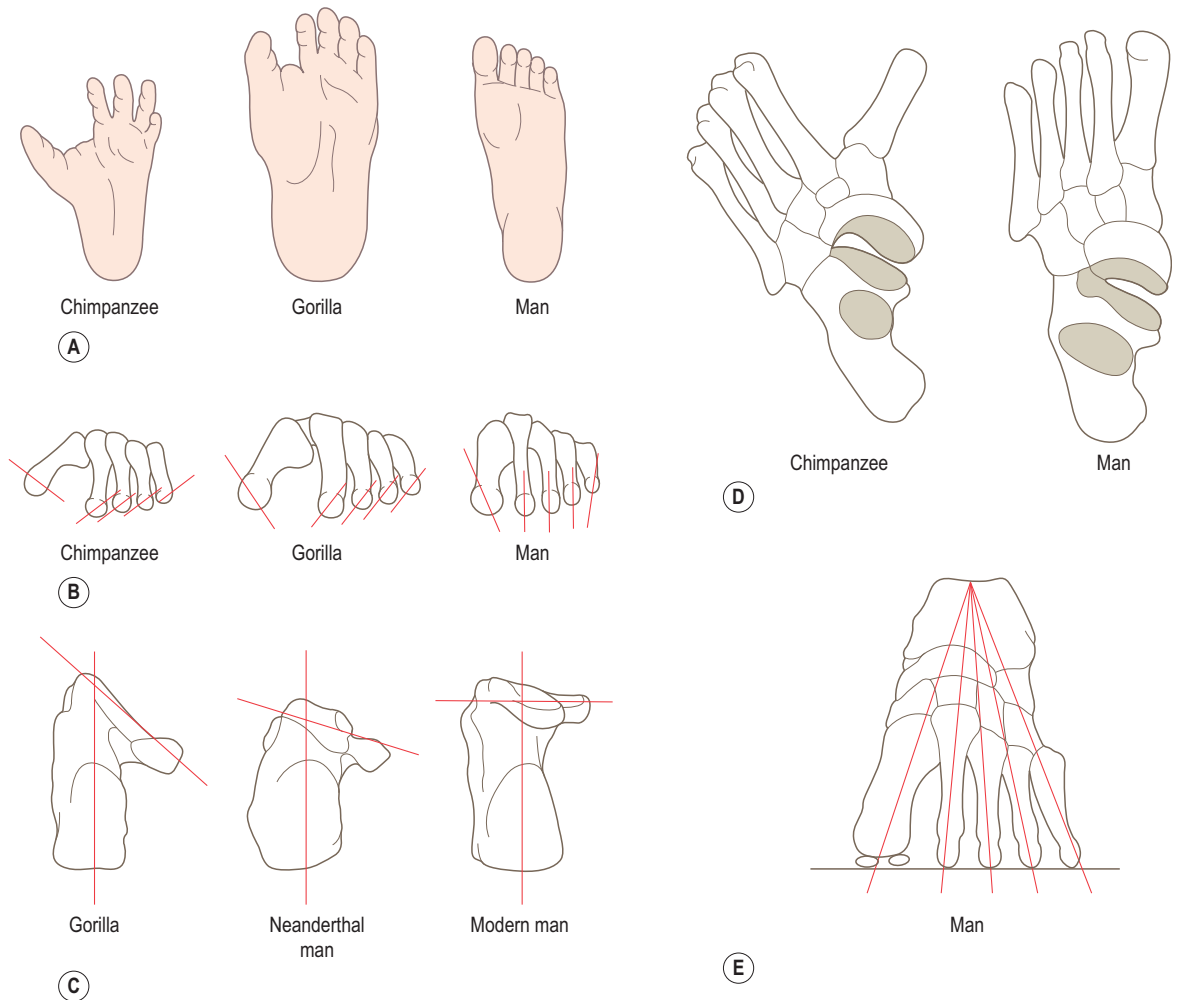 Chimpanzee
Gorilla
Man
A
Chimpanzee
Gorilla
Man
B
Gorilla
Neanderthal
man
Modern man
C
Chimpanzee
Man
D
Man
E